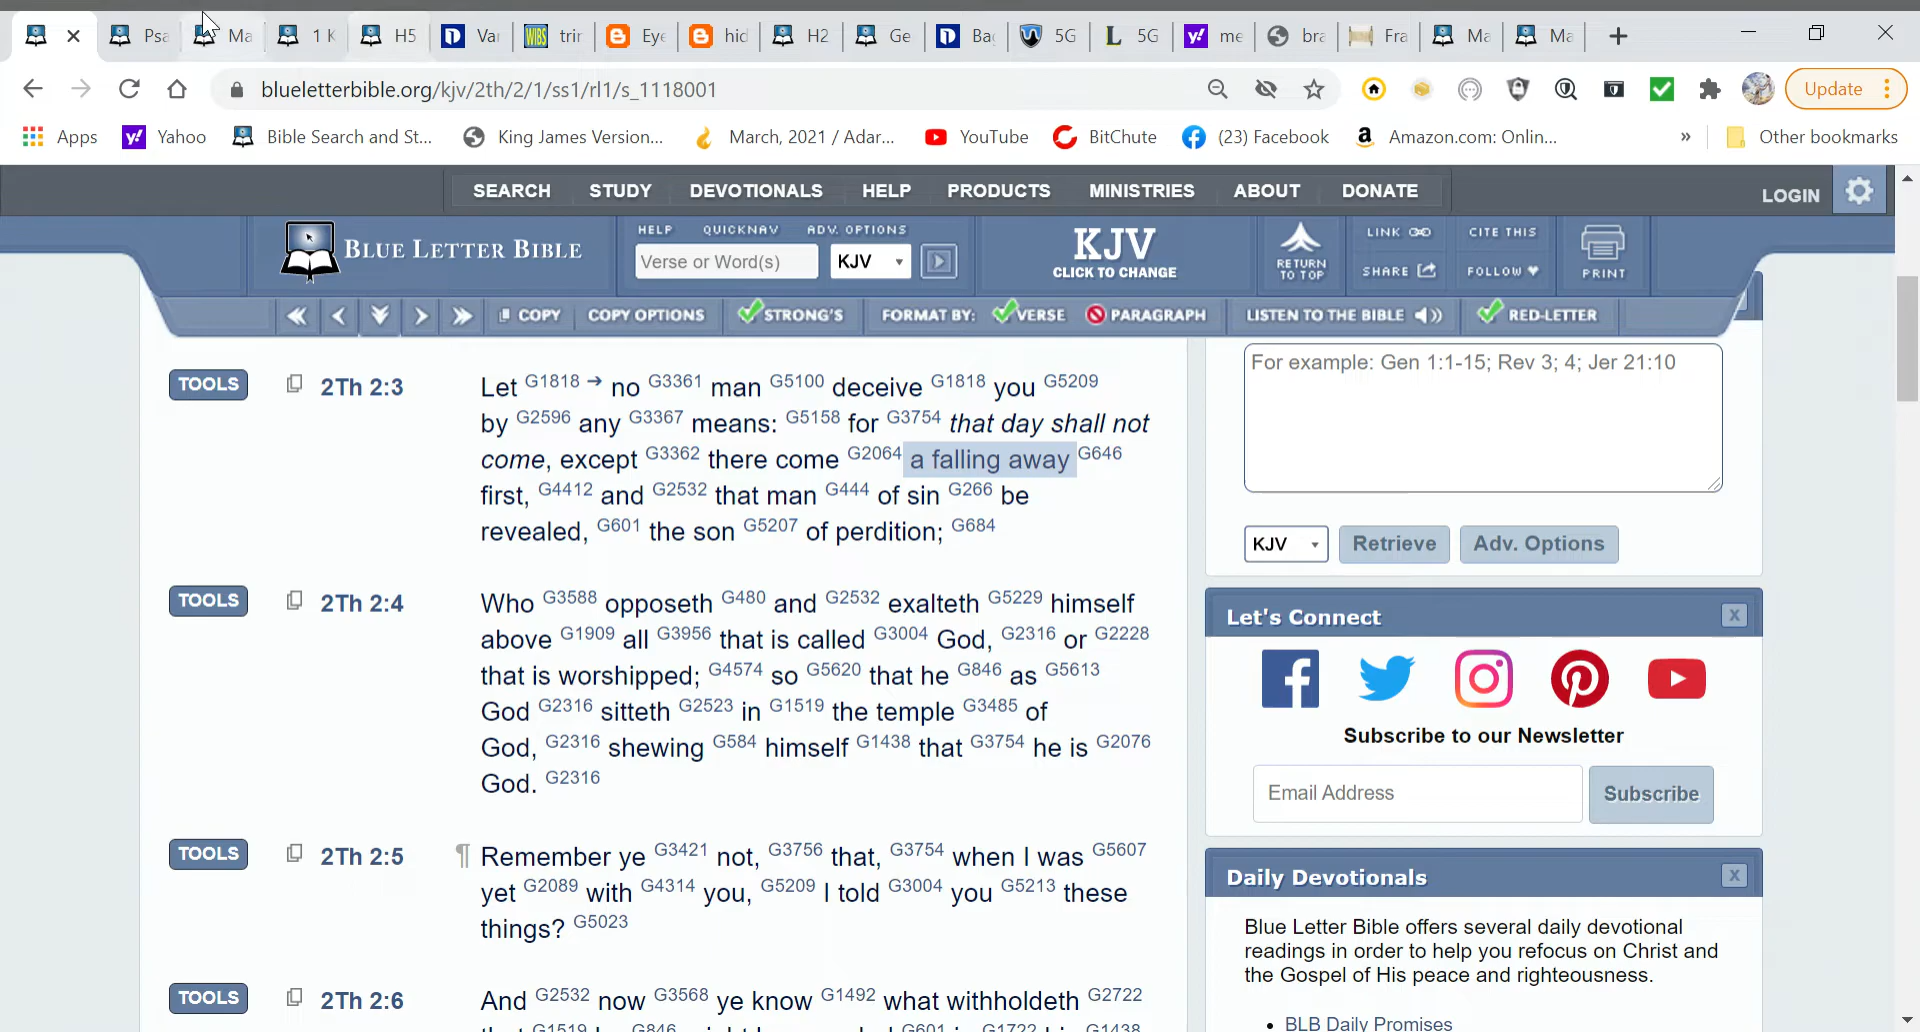 Psa
Ma
1 K
H5
Var
WIBS
trin
Eye
hid
H2
Ge
Ba
5G
L
5G
me
bra
Fra
Ma
Ma
blueletterbible.org/kjv/2th/2/1/ss1/rl1/s_1118001
Update
Apps
Yahoo
Bible Search and St...
King James Version...
March, 2021 / Adar...
YouTube
BitChute
(23) Facebook
Amazon.com: Onlin...
»
Other bookmarks
SEARCH STUDY DEVOTIONALS HELP PRODUCTS MINISTRIES ABOUT DONATE
LOGIN
BLUE LETTER BIBLE
HELP QUICKNAV ADV. OPTIONS
Verse or Word(s)
KJV
KJV
CLICK TO CHANGE
RETURN
TO TOP
LINK
CITE THIS
SHARE
FOLLOW
PRINT
COPY
COPY OPTIONS
STRONG'S
FORMAT BY:
VERSE
PARAGRAPH
LISTEN TO THE BIBLE
RED-LETTER
TOOLS
2Th 2:3
Let G1818 → no G3361 man G5100 deceive G1818 you G5209
by G2596 any G3367 means: G5158 for G3754 that day shall not
come, except G3362 there come G2064 a falling away G646
first, G4412 and G2532 that man G444 of sin G266 be
revealed, G601 the son G5207 of perdition; G684
TOOLS
2Th 2:4
Who G3588 opposeth G480 and G2532 exalteth G5229 himself
above G1909 all G3956 that is called G3004 God, G2316 or G2228
that is worshipped; G4574 so G5620 that he G846 as G5613
God G2316 sitteth G2523 in G1519 the temple G3485 of
God, G2316 shewing G584 himself G1438 that G3754 he is G2076
God. G2316
TOOLS
2Th 2:5
¶ Remember ye G3421 not, G3756 that, G3754 when I was G5607
yet G2089 with G4314 you, G5209 I told G3004 you G5213 these
things? G5023
TOOLS
2Th 2:6
And G2532 now G3568 ye know G1492 what withholdeth G2722
For example: Gen 1:1-15; Rev 3; 4; Jer 21:10
KJV
Retrieve
Adv. Options
Let's Connect
Subscribe to our Newsletter
Email Address
Subscribe
Daily Devotionals
Blue Letter Bible offers several daily devotional
readings in order to help you refocus on Christ and
the Gospel of His peace and righteousness.
• BLB Daily Promises